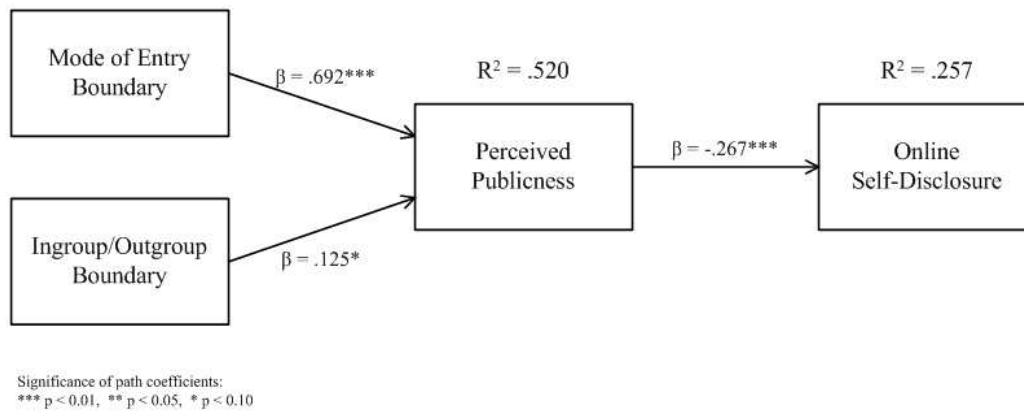 Mode of Entry
Boundary
β = .692***
R² = .520
R² = .257
Perceived
Publicness
β = -.267***
Online
Self-Disclosure
Ingroup/Outgroup
Boundary
β = .125*
Significance of path coefficients:
*** p < 0.01, ** p < 0.05, * p < 0.10